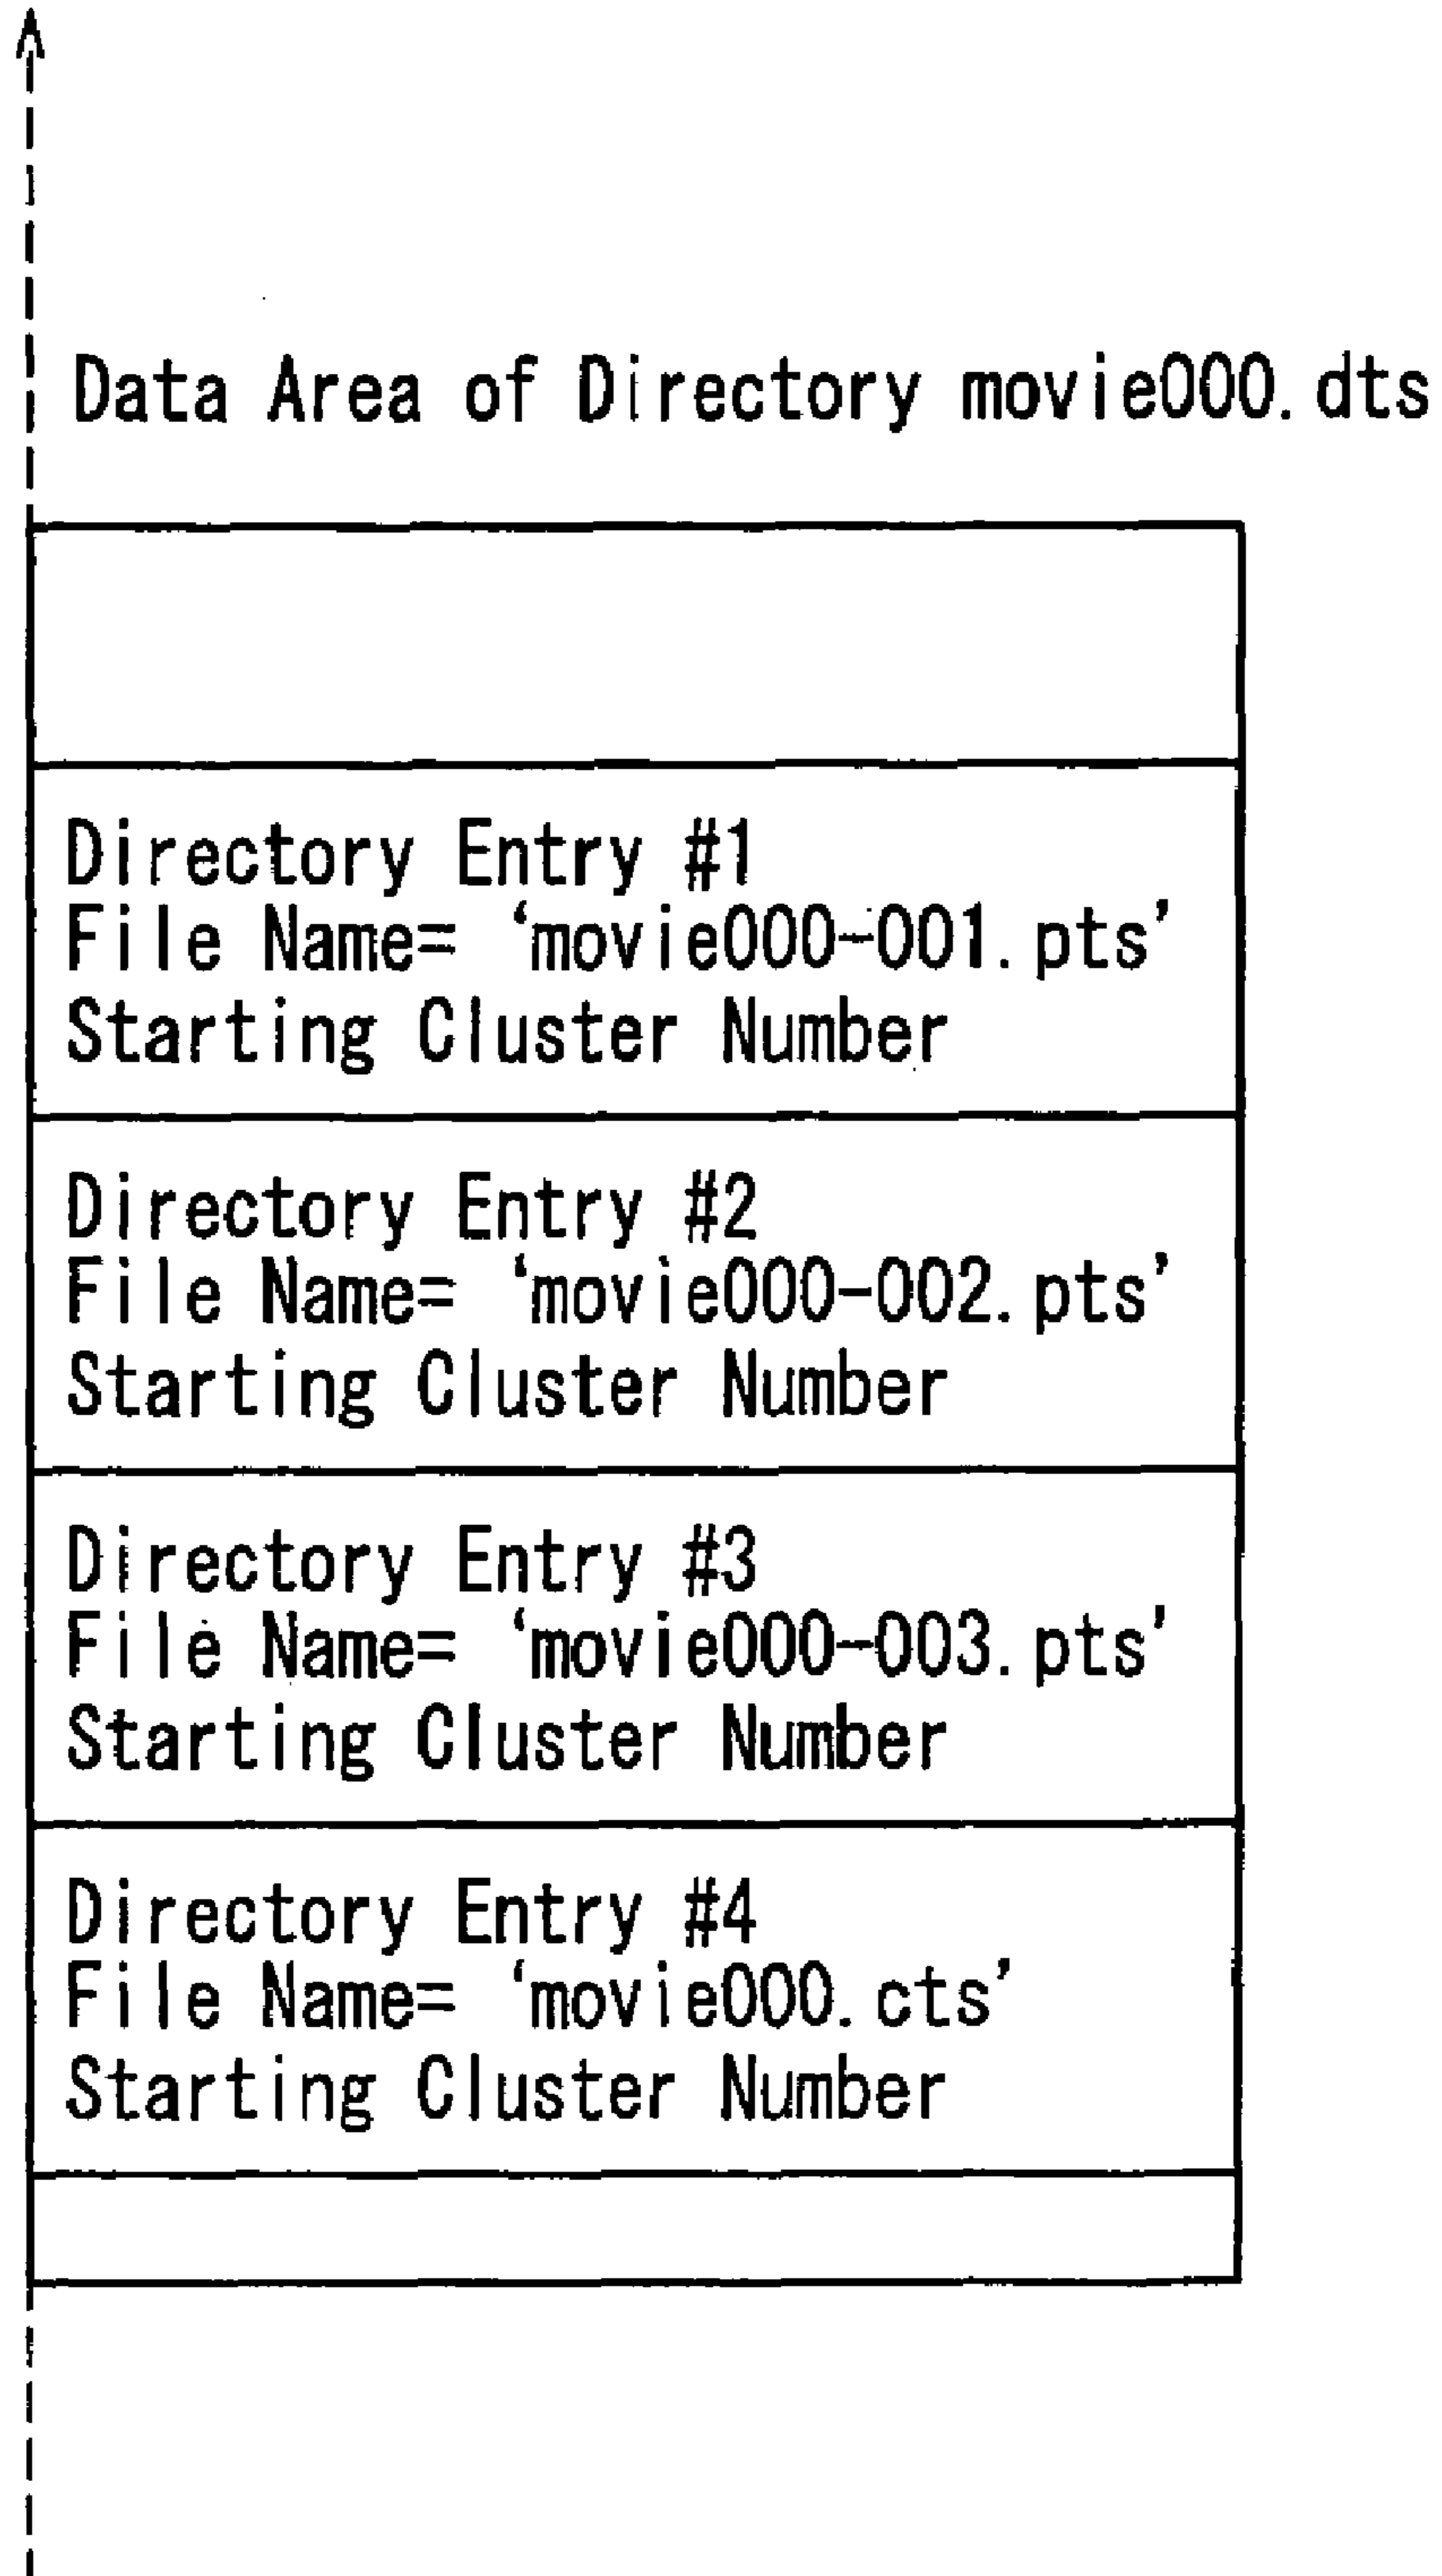 Data Area of Directory movie000.dts
Directory Entry #1
File Name= ‘movie000-001.pts’
Starting Cluster Number
Directory Entry #2
File Name= ‘movie000-002.pts’
Starting Cluster Number
Directory Entry #3
File Name= ‘movie000-003.pts’
Starting Cluster Number
Directory Entry #4
File Name= ‘movie000.cts’
Starting Cluster Number